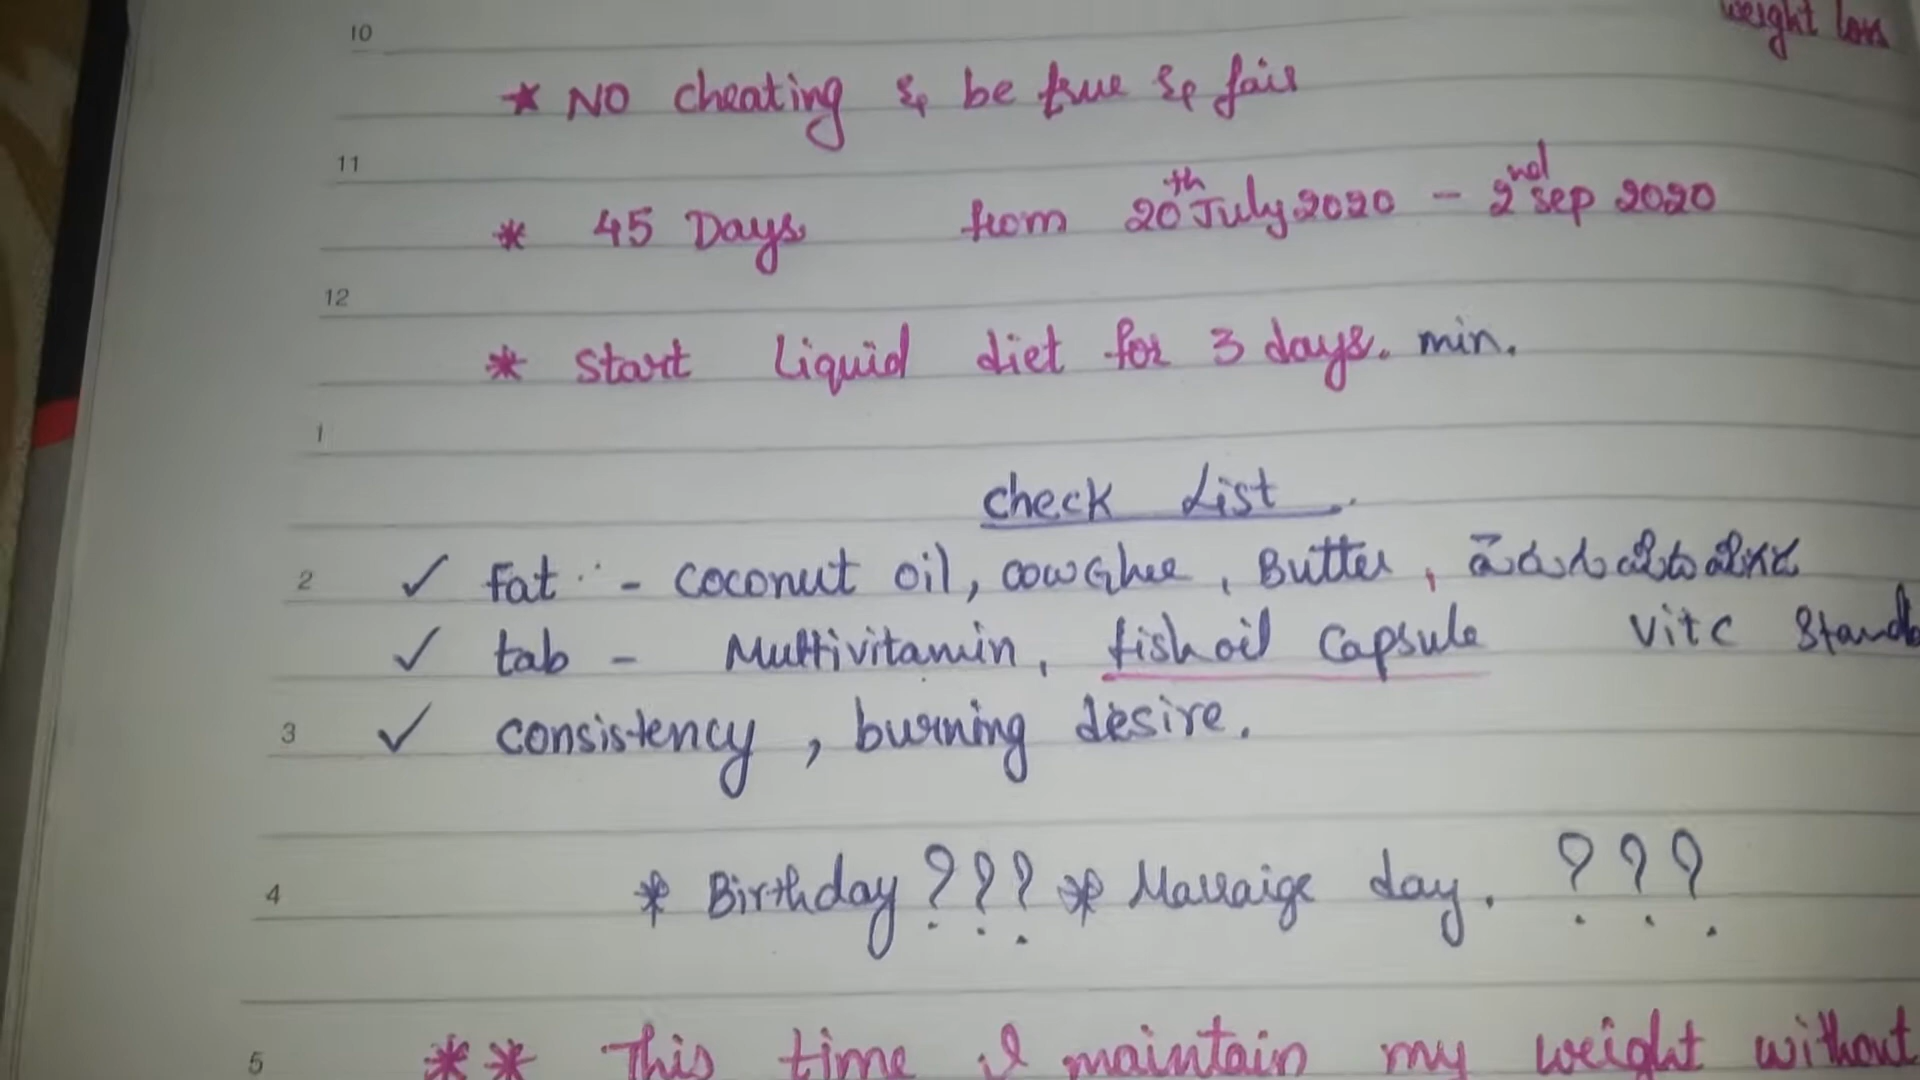 weight loss
10
* NO cheating & be true & fair
11
* 45 Days from 20th July 2020 - 2nd Sep 2020
12
* Start Liquid diet for 3 days. min.
1
Check List
2 ✓ Fat - coconut oil, cow Ghee, Butter,
✓ tab - Multivitamin, fish oil Capsule Vit C
3 ✓ consistency, burning desire.
4 * Birthday ??? * Marraige day. ???
5 ** This time I maintain my weight without